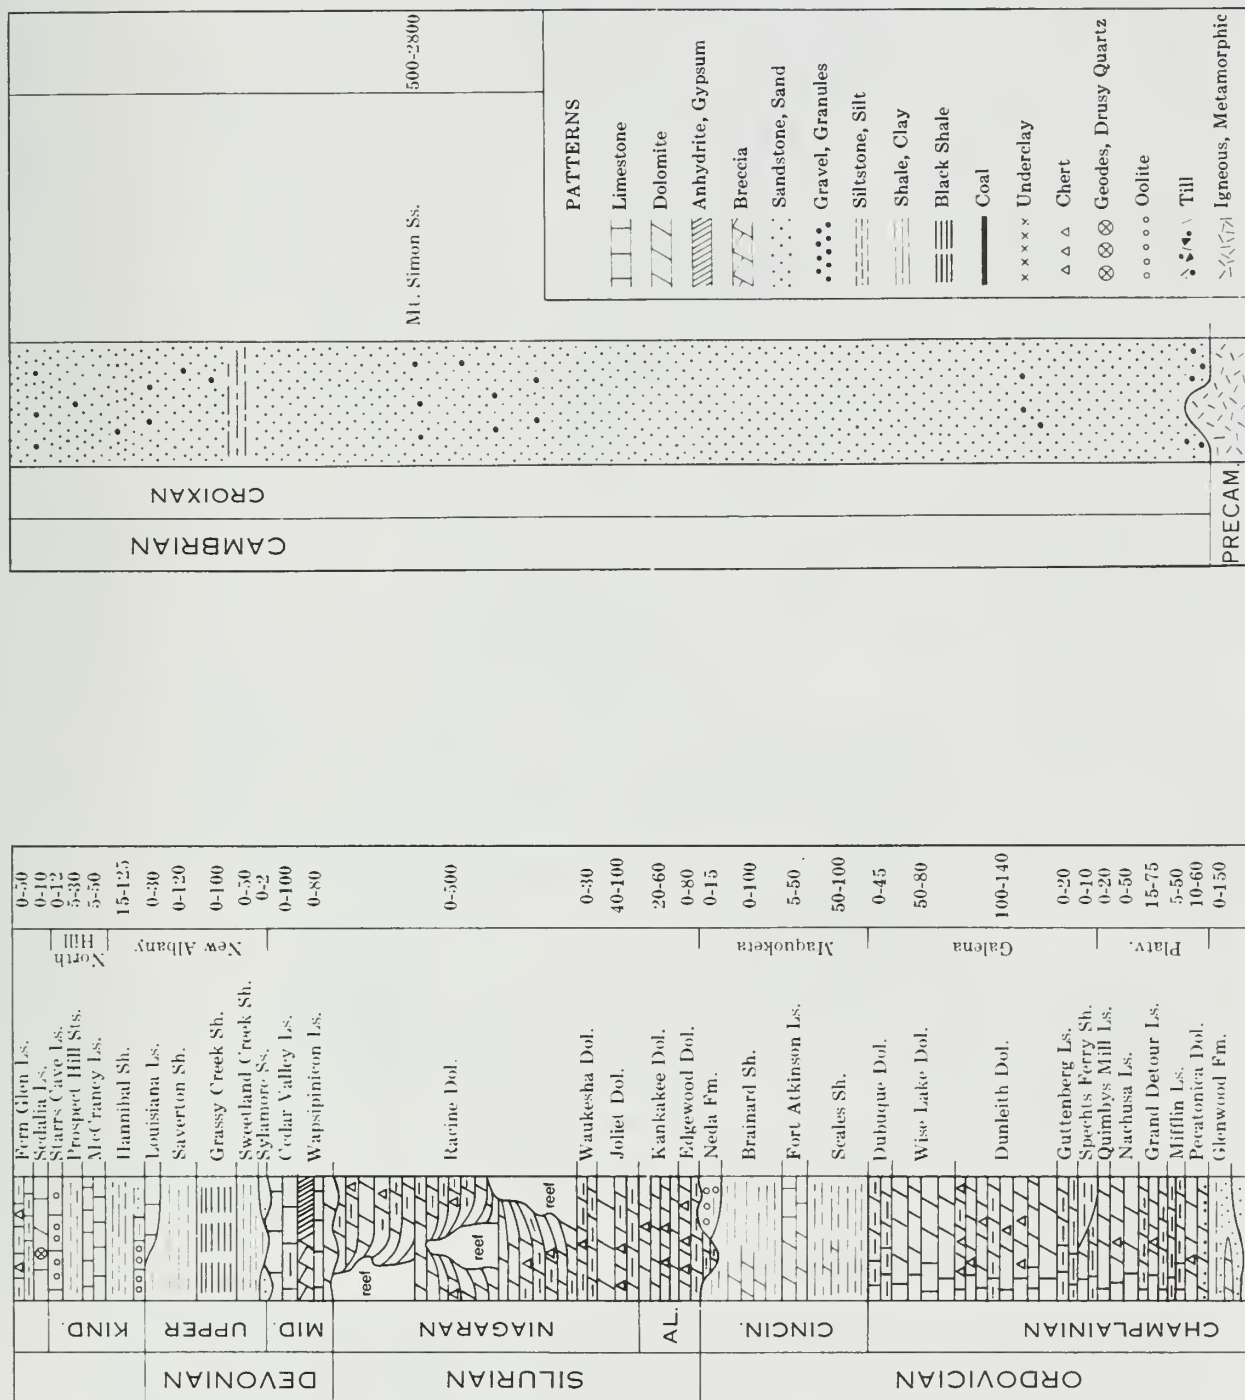 Fern Glen Ls.
0-50
Sedalia Ls.
0-10
Starrs Cave Ls.
0-12
Prospect Hill Sts.
5-30
McCraney Ls.
5-50
North
Hill
KIND.
Hannibal Sh.
15-125
DEVONIAN
UPPER
New Albany
Louisiana Ls.
0-30
Saverton Sh.
0-120
Grassy Creek Sh.
0-100
Sweetland Creek Sh.
0-50
Sylamore Ss.
0-2
MID.
Cedar Valley Ls.
0-100
Wapsipinicon Ls.
0-80
SILURIAN
NIAGARAN
reef
reef
reef
Racine Dol.
0-500
Waukesha Dol.
0-30
Joliet Dol.
40-100
AL.
Kankakee Dol.
20-60
Edgewood Dol.
0-80
ORDOVICIAN
CINCIN.
Maquoketa
Neda Fm.
0-15
Brainard Sh.
0-100
Fort Atkinson Ls.
5-50
Scales Sh.
50-100
CHAMPLAINIAN
Galena
Dubuque Dol.
0-45
Wise Lake Dol.
50-80
Dunleith Dol.
100-140
Guttenberg Ls.
0-20
Spechts Ferry Sh.
0-10
Platv.
Quimbys Mill Ls.
0-20
Nachusa Ls.
0-50
Grand Detour Ls.
15-75
Mifflin Ls.
5-50
Pecatonica Dol.
10-60
Glenwood Fm.
0-150
CAMBRIAN
CROIXAN
Mt. Simon Ss.
500-2800
PRECAM.
PATTERNS
Limestone
Dolomite
Anhydrite, Gypsum
Breccia
Sandstone, Sand
Gravel, Granules
Siltstone, Silt
Shale, Clay
Black Shale
Coal
Underclay
Chert
Geodes, Drusy Quartz
Oolite
Till
Igneous, Metamorphic